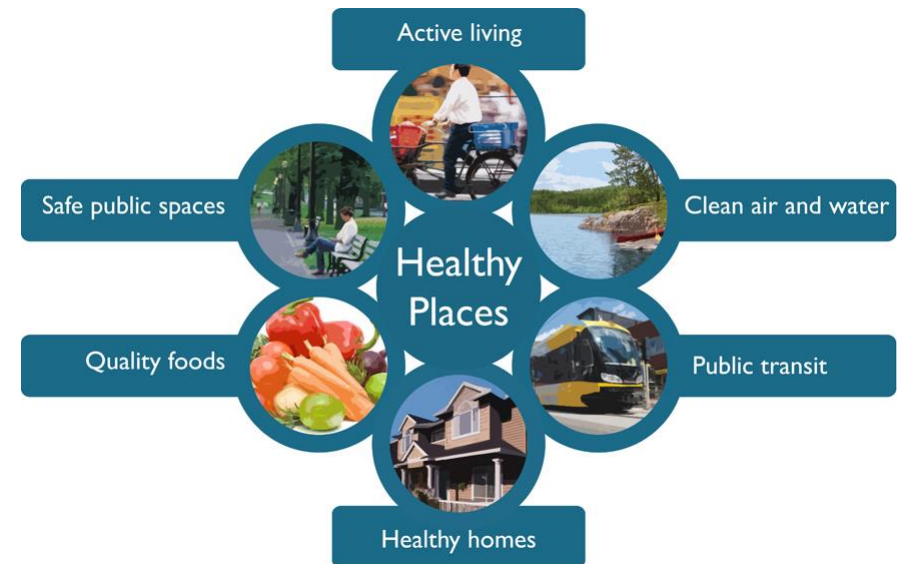 Active living
Safe public spaces
Clean air and water
Healthy
Places
Quality foods
Public transit
Healthy homes